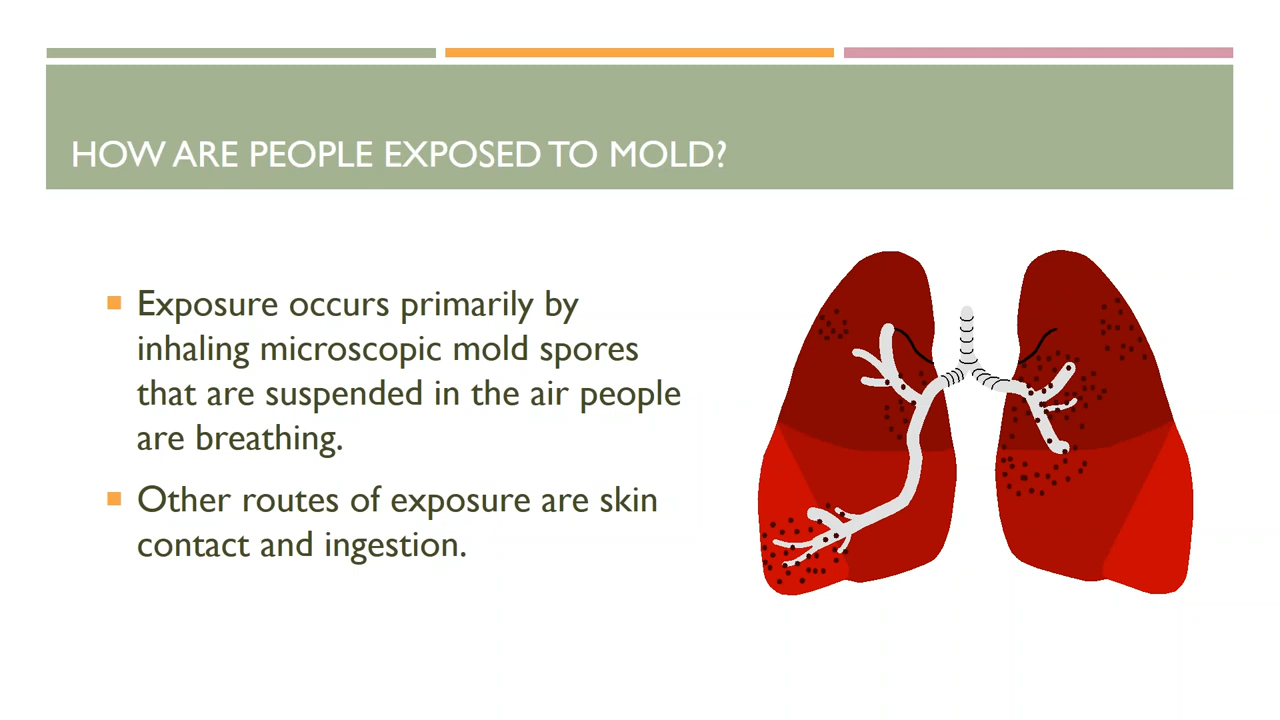 HOW ARE PEOPLE EXPOSED TO MOLD?
Exposure occurs primarily by
inhaling microscopic mold spores
that are suspended in the air people
are breathing.
Other routes of exposure are skin
contact and ingestion.